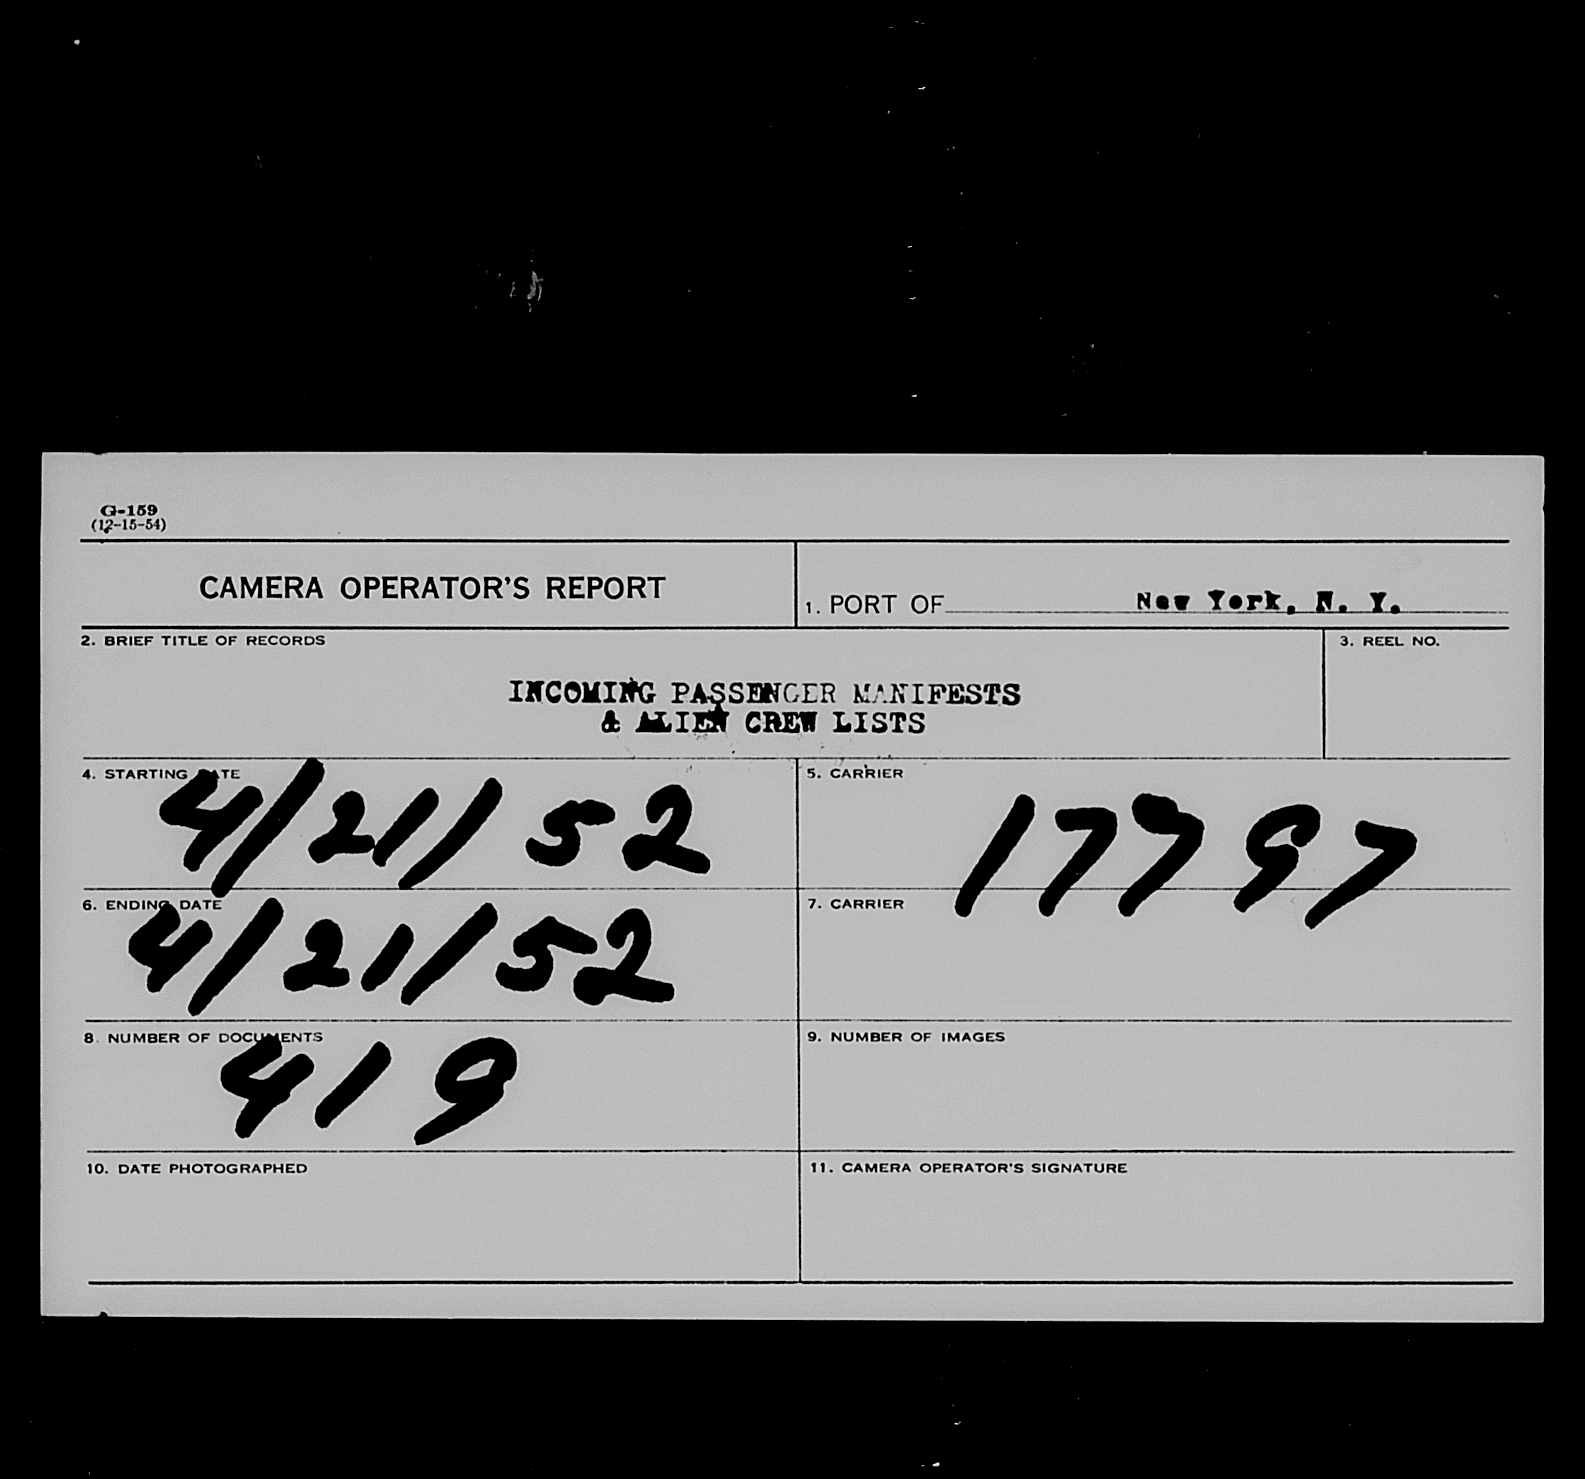 G-159
(12-15-54)
CAMERA OPERATOR'S REPORT
1. PORT OF New York, N. Y.
2. BRIEF TITLE OF RECORDS
3. REEL NO.
INCOMING PASSENGER MANIFESTS
& ALIEN CREW LISTS
4. STARTING DATE
4/21/52
5. CARRIER
17797
6. ENDING DATE
4/21/52
7. CARRIER
8. NUMBER OF DOCUMENTS
419
9. NUMBER OF IMAGES
10. DATE PHOTOGRAPHED
11. CAMERA OPERATOR'S SIGNATURE